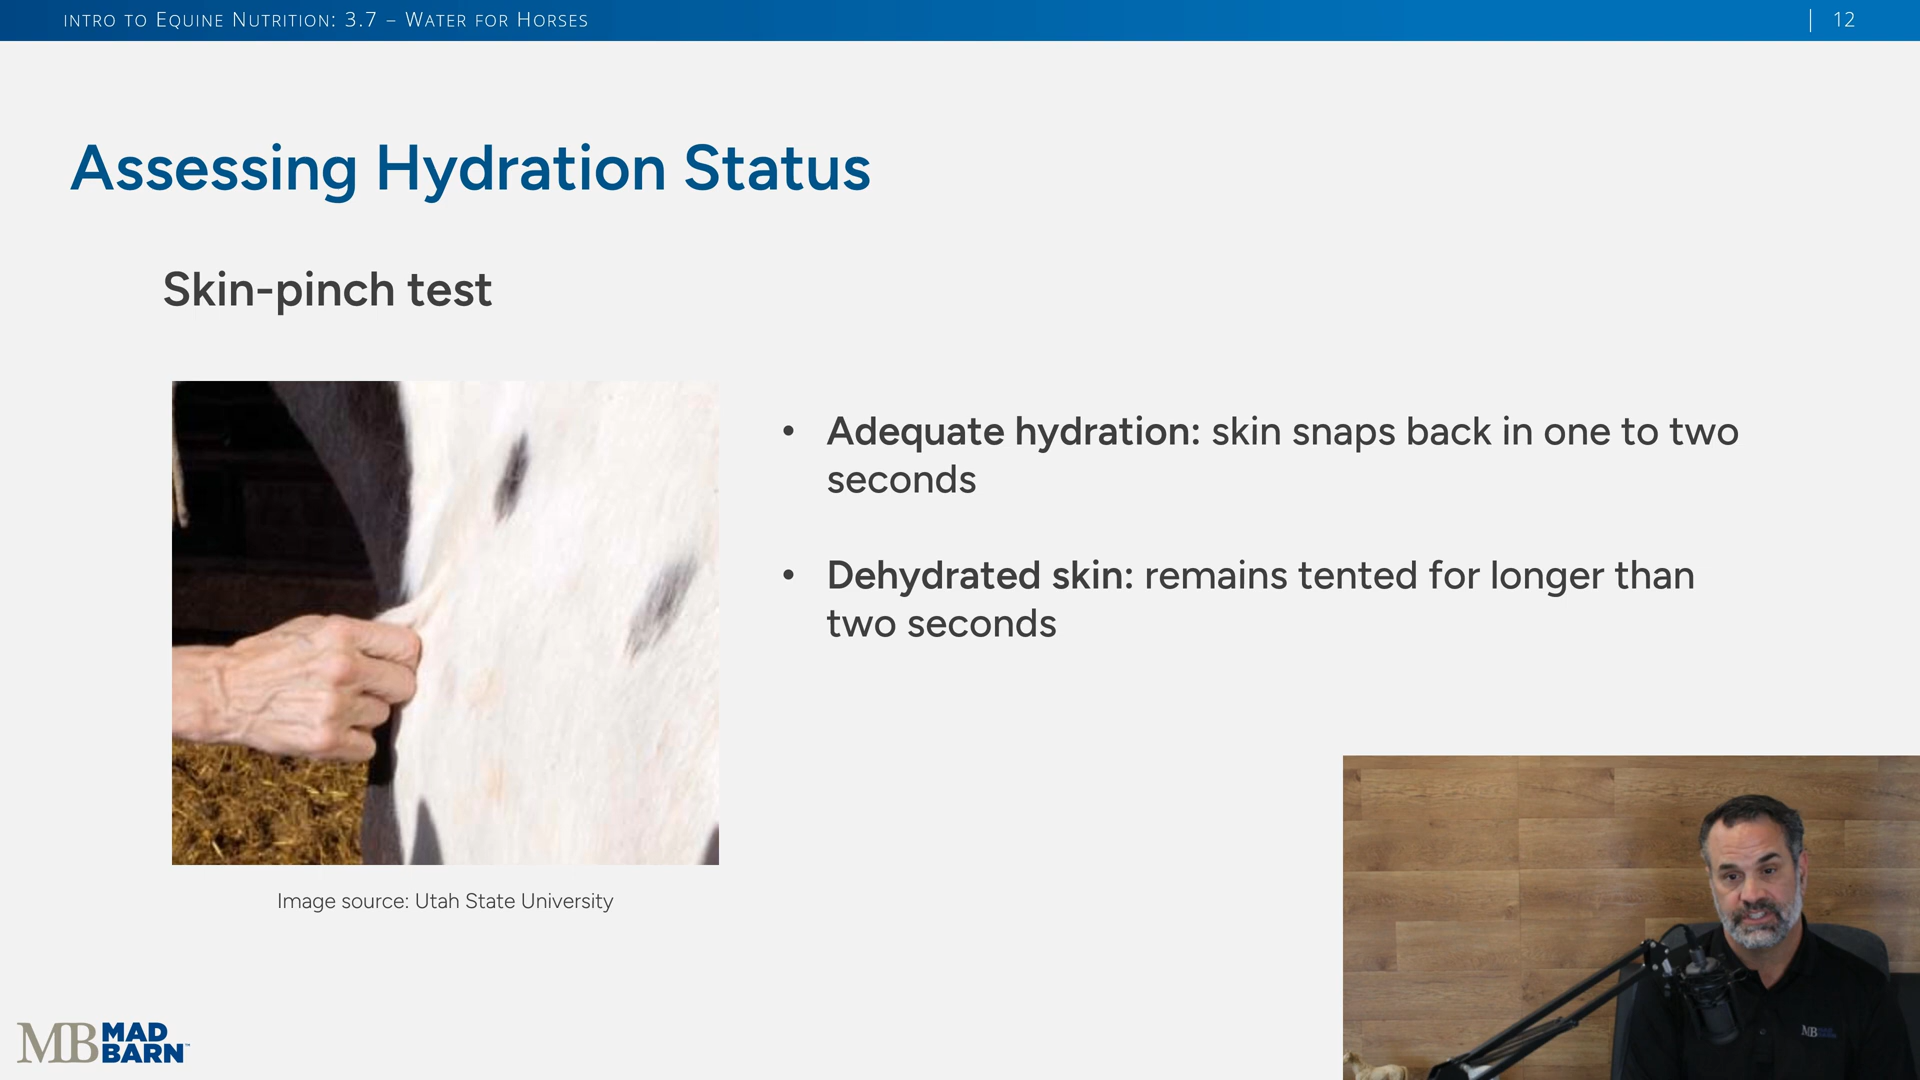 INTRO TO EQUINE NUTRITION: 3.7 – WATER FOR HORSES
| 12
Assessing Hydration Status
Skin-pinch test
• Adequate hydration: skin snaps back in one to two
seconds
• Dehydrated skin: remains tented for longer than
two seconds
Image source: Utah State University
MB MAD
BARN™
MB